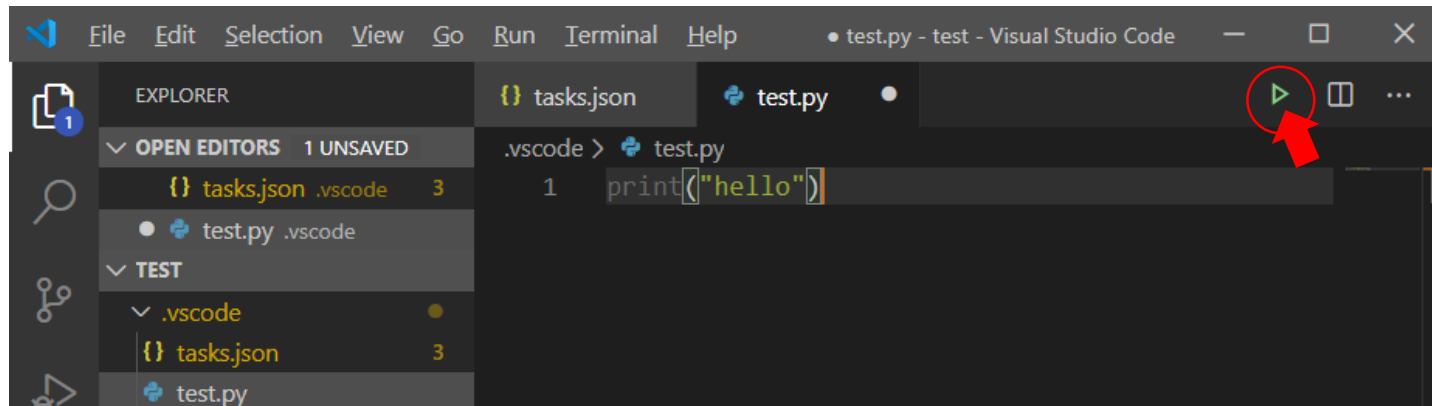 File Edit Selection View Go Run Terminal Help ● test.py - test - Visual Studio Code
EXPLORER
{} tasks.json test.py ●
1
OPEN EDITORS 1 UNSAVED
.vscode > test.py
{} tasks.json .vscode 3
1 print("hello")
● test.py .vscode
TEST
.vscode
{} tasks.json 3
test.py